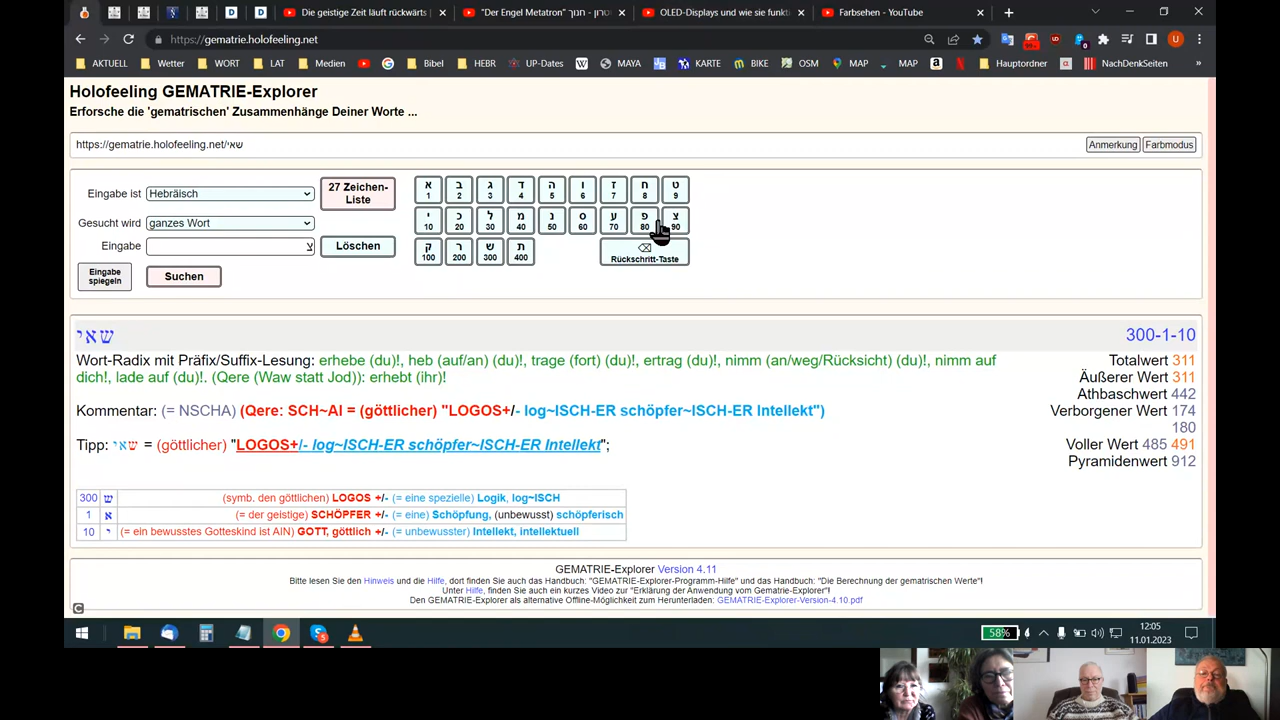 Die geistige Zeit läuft rückwärts
"Der Engel Metatron" - חנוך
OLED-Displays und wie sie funkt
Farbsehen - YouTube
https://gematrie.holofeeling.net
AKTUELL Wetter WORT LAT Medien Bibel HEBR UP-Dates MAYA KARTE BIKE OSM MAP MAP Hauptordner NachDenkSeiten »
Holofeeling GEMATRIE-Explorer
Erforsche die 'gematrischen' Zusammenhänge Deiner Worte ...
https://gematrie.holofeeling.net/שאי
Anmerkung Farbmodus
Eingabe ist Hebräisch
27 Zeichen-Liste
Gesucht wird ganzes Wort
Eingabe צ
Löschen
Eingabe spiegeln
Suchen
א ב ג ד ה ו ז ח ט
1 2 3 4 5 6 7 8 9
י כ ל מ נ ס ע פ צ
10 20 30 40 50 60 70 80 90
ק ר ש ת
100 200 300 400
Rückschritt-Taste
שאי 300-1-10
Wort-Radix mit Präfix/Suffix-Lesung: erhebe (du)!, heb (auf/an) (du)!, trage (fort) (du)!, ertrag (du)!, nimm (an/weg/Rücksicht) (du)!, nimm auf
dich!, lade auf (du)!. (Qere (Waw statt Jod)): erhebt (ihr)!
Kommentar: (= NSCHA) (Qere: SCH~AI = (göttlicher) "LOGOS+/- log~ISCH-ER schöpfer~ISCH-ER Intellekt")
Tipp: שאי = (göttlicher) "LOGOS+/- log~ISCH-ER schöpfer~ISCH-ER Intellekt";
Totalwert 311
Äußerer Wert 311
Athbaschwert 442
Verborgener Wert 174
180
Voller Wert 485 491
Pyramidenwert 912
300 ש (symb. den göttlichen) LOGOS +/- (= eine spezielle) Logik, log~ISCH
1 א (= der geistige) SCHÖPFER +/- (= eine) Schöpfung, (unbewusst) schöpferisch
10 י (= ein bewusstes Gotteskind ist AIN) GOTT, göttlich +/- (= unbewusster) Intellekt, intellektuell
GEMATRIE-Explorer Version 4.11
Bitte lesen Sie den Hinweis und die Hilfe, dort finden Sie auch das Handbuch: "GEMATRIE-Explorer-Programm-Hilfe" und das Handbuch: "Die Berechnung der gematrischen Werte"!
Unter Hilfe, finden Sie auch ein kurzes Video zur "Erklärung der Anwendung vom Gematrie-Explorer"!
Den GEMATRIE-Explorer als alternative Offline-Möglichkeit zum Herunterladen: GEMATRIE-Explorer-Version-4.10.pdf
58%
12:05
11.01.2023